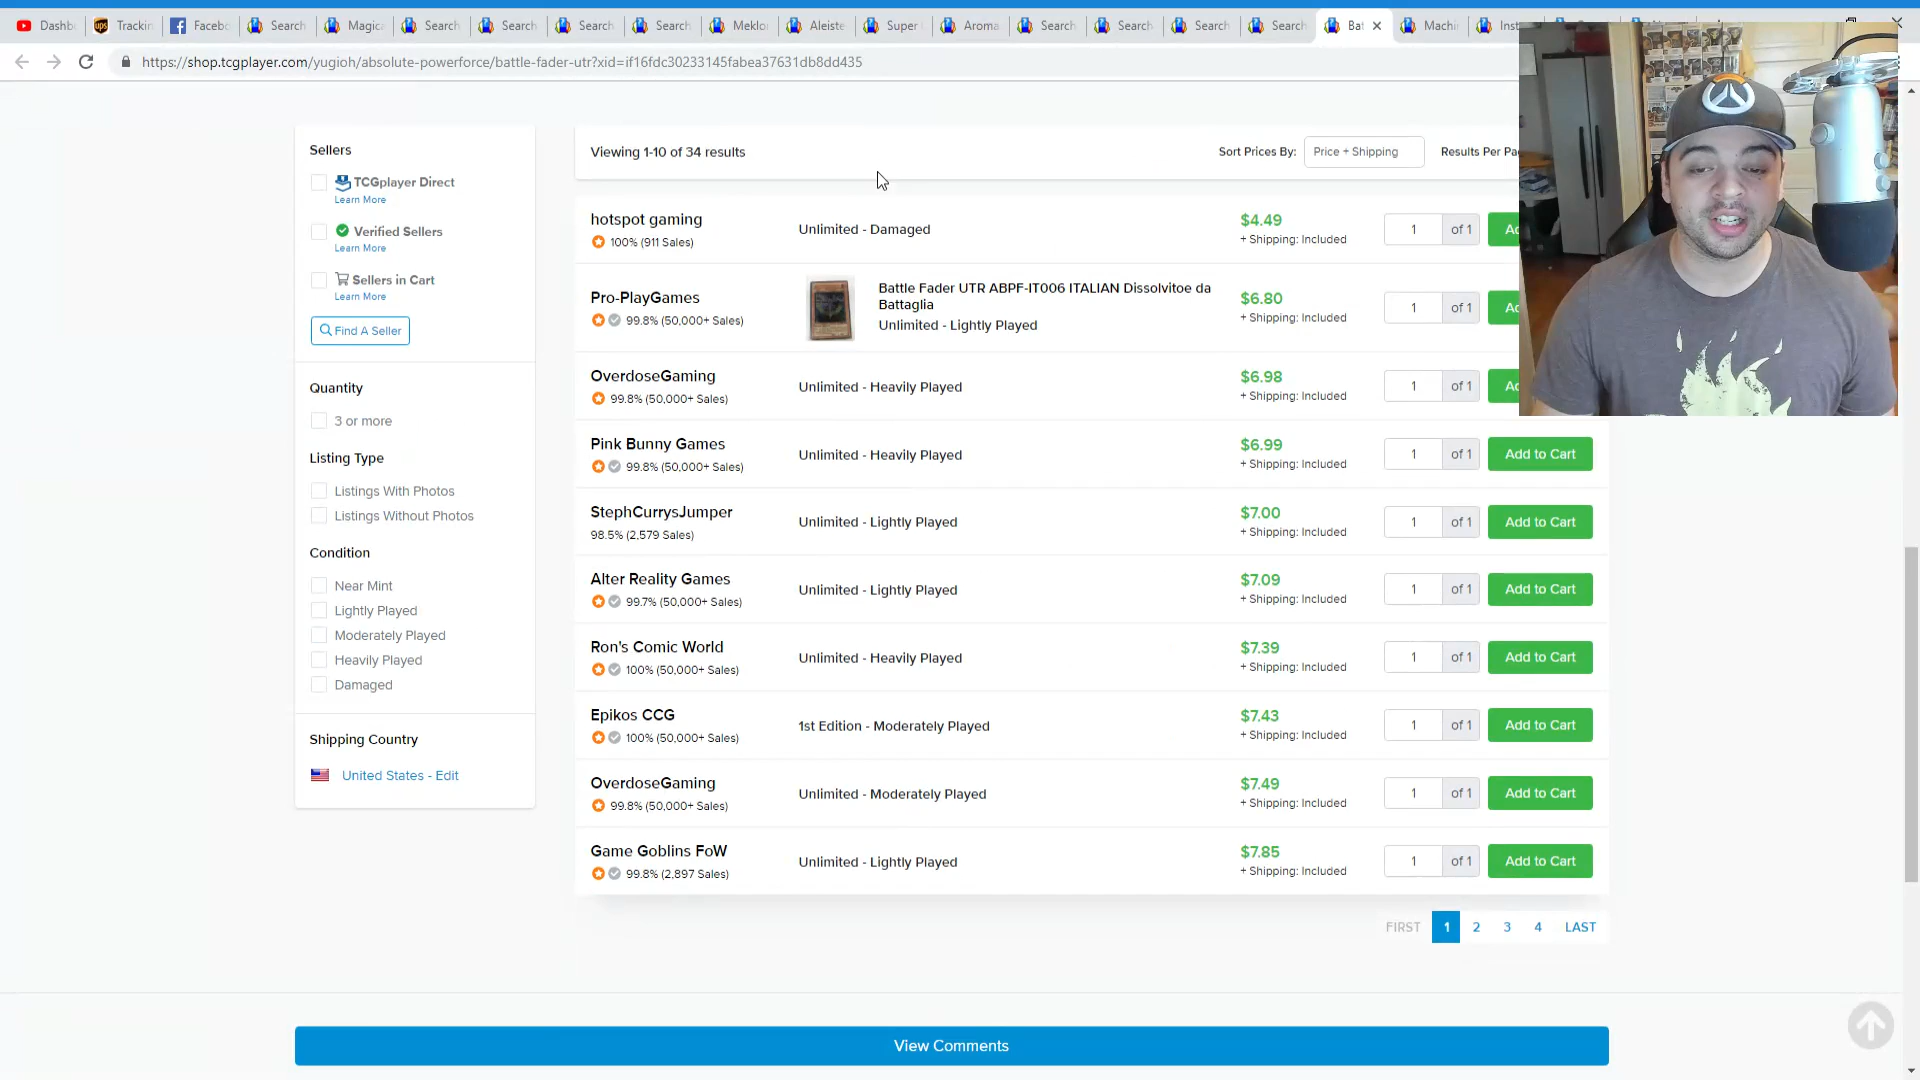 Dashb
Trackin
Facebo
Search
Magica
Search
Search
Search
Search
Meklo
Aleiste
Super
Aroma
Search
Search
Search
Search
Bat
Machi
Inst
https://shop.tcgplayer.com/yugioh/absolute-powerforce/battle-fader-utr?xid=if16fdc30233145fabea37631db8dd435
Sellers
TCGplayer Direct
Learn More
Verified Sellers
Learn More
Sellers in Cart
Learn More
Find A Seller
Quantity
3 or more
Listing Type
Listings With Photos
Listings Without Photos
Condition
Near Mint
Lightly Played
Moderately Played
Heavily Played
Damaged
Shipping Country
United States - Edit
Viewing 1-10 of 34 results
Sort Prices By: Price + Shipping Results Per Pa
hotspot gaming
100% (911 Sales)
Unlimited - Damaged
$4.49
+ Shipping: Included
1 of 1
Ad
Pro-PlayGames
99.8% (50,000+ Sales)
Battle Fader UTR ABPF-IT006 ITALIAN Dissolvitoe da
Battaglia
Unlimited - Lightly Played
$6.80
+ Shipping: Included
1 of 1
Ad
OverdoseGaming
99.8% (50,000+ Sales)
Unlimited - Heavily Played
$6.98
+ Shipping: Included
1 of 1
Ad
Pink Bunny Games
99.8% (50,000+ Sales)
Unlimited - Heavily Played
$6.99
+ Shipping: Included
1 of 1
Add to Cart
StephCurrysJumper
98.5% (2,579 Sales)
Unlimited - Lightly Played
$7.00
+ Shipping: Included
1 of 1
Add to Cart
Alter Reality Games
99.7% (50,000+ Sales)
Unlimited - Lightly Played
$7.09
+ Shipping: Included
1 of 1
Add to Cart
Ron's Comic World
100% (50,000+ Sales)
Unlimited - Heavily Played
$7.39
+ Shipping: Included
1 of 1
Add to Cart
Epikos CCG
100% (50,000+ Sales)
1st Edition - Moderately Played
$7.43
+ Shipping: Included
1 of 1
Add to Cart
OverdoseGaming
99.8% (50,000+ Sales)
Unlimited - Moderately Played
$7.49
+ Shipping: Included
1 of 1
Add to Cart
Game Goblins FoW
99.8% (2,897 Sales)
Unlimited - Lightly Played
$7.85
+ Shipping: Included
1 of 1
Add to Cart
FIRST 1 2 3 4 LAST
View Comments